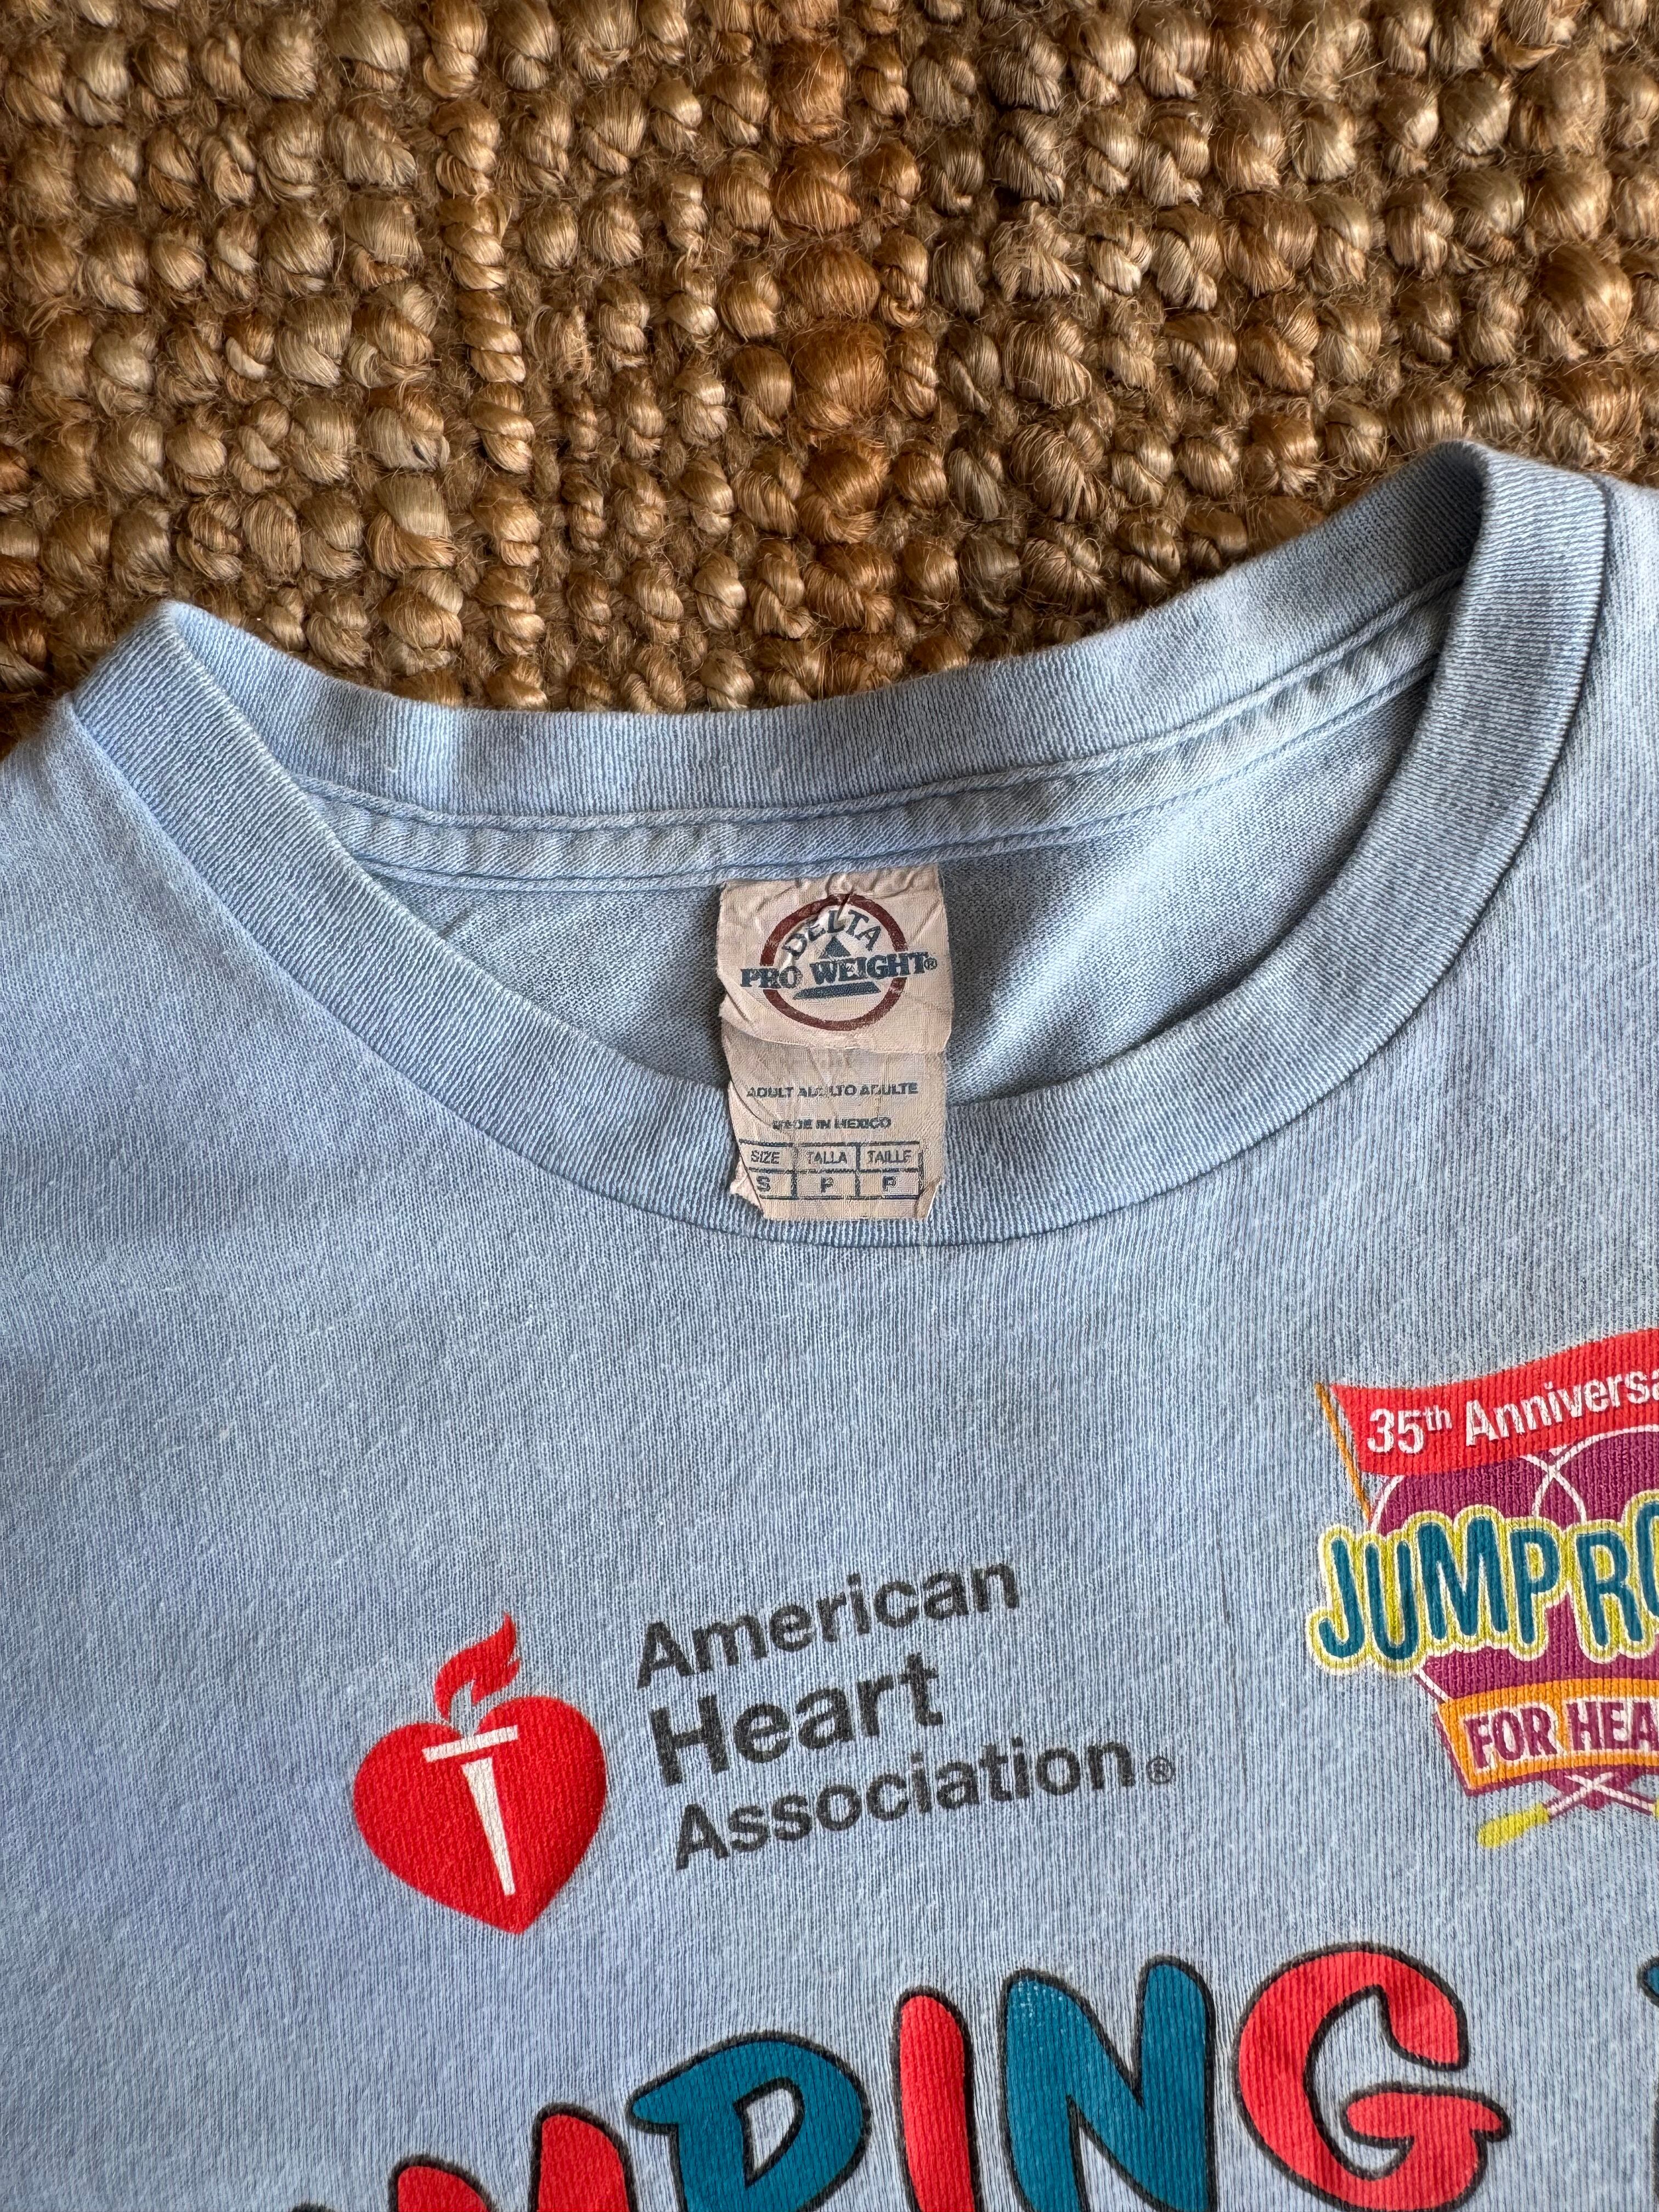 DELTA
PRO WEIGHT®
ADULT ADULTO ADULTE
MADE IN MEXICO
SIZE TALLA TAILLE
S P P
35th Anniversa
JUMP RO
FOR HEA
American
Heart
Association®
MPING